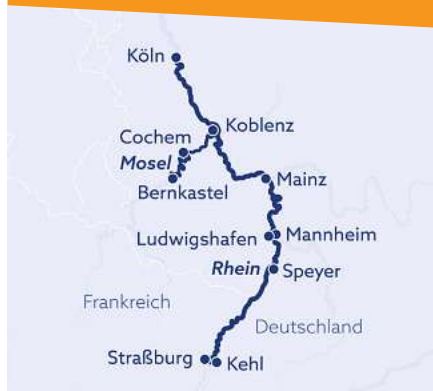 Köln
Koblenz
Cochem
Mosel
Bernkastel
Mainz
Ludwigshafen
Mannheim
Rhein
Speyer
Frankreich
Deutschland
Straßburg
Kehl